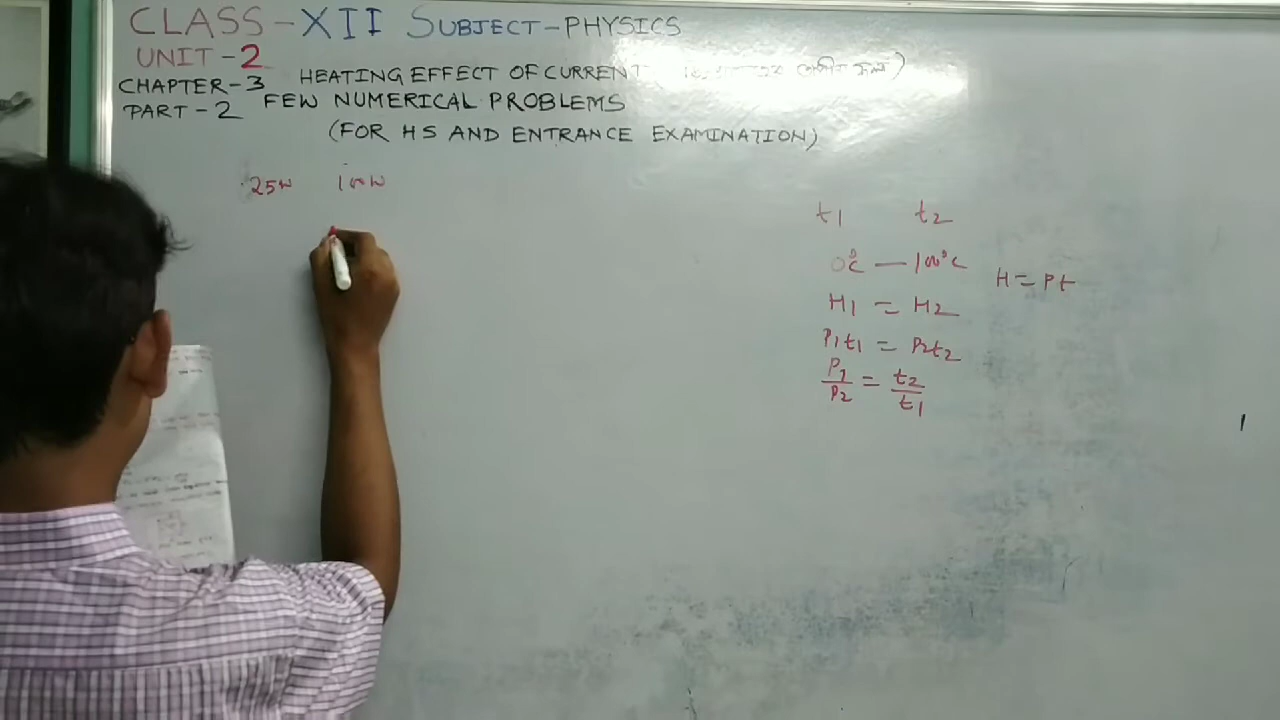 CLASS-XII SUBJECT-PHYSICS
UNIT-2
CHAPTER-3 HEATING EFFECT OF CURRENT
PART-2 FEW NUMERICAL PROBLEMS
(FOR HS AND ENTRANCE EXAMINATION)
25W 100W
t1 t2
0°C — 100°C
H = Pt
H1 = H2
P1t1 = P2t2
P1/P2 = t2/t1